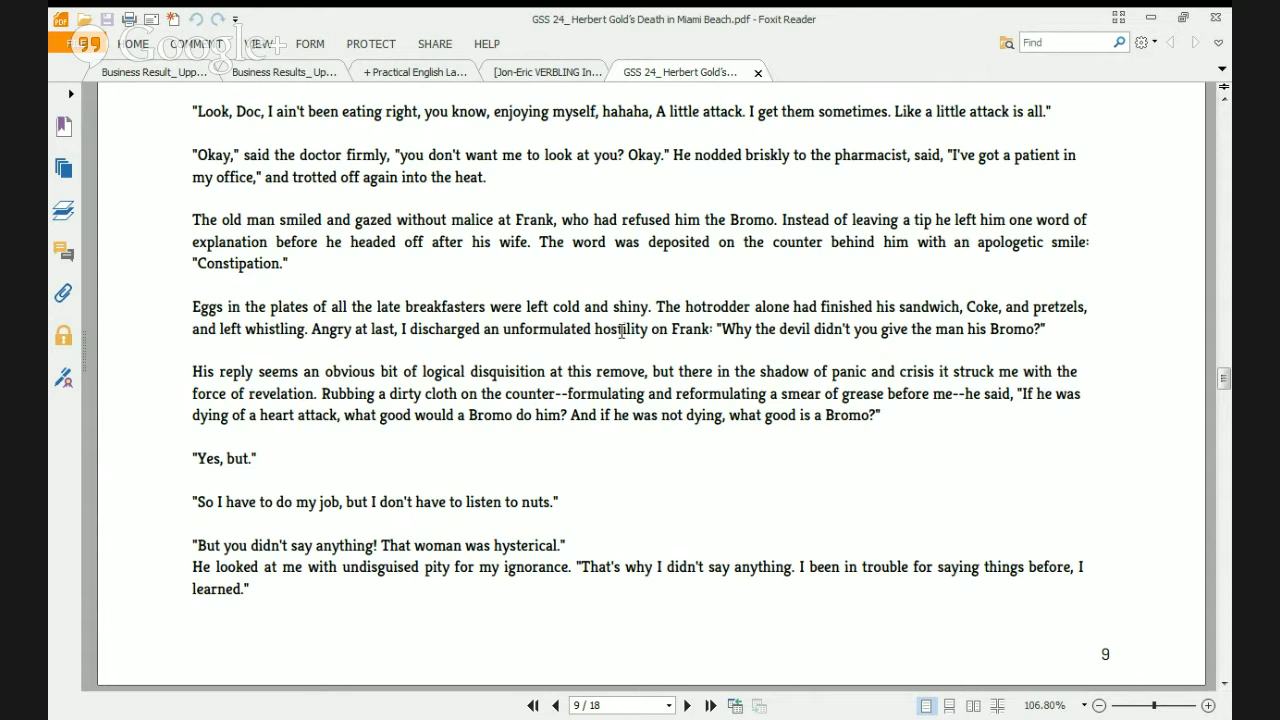 GSS 24_ Herbert Gold's Death in Miami Beach.pdf - Foxit Reader
Google+
HOME COMMENT VIEW FORM PROTECT SHARE HELP
Find
Business Result_ Upp... Business Results_ Up... + Practical English La... [Jon-Eric VERBLING In... GSS 24_ Herbert Gold's...
"Look, Doc, I ain't been eating right, you know, enjoying myself, hahaha, A little attack. I get them sometimes. Like a little attack is all."
"Okay," said the doctor firmly, "you don't want me to look at you? Okay." He nodded briskly to the pharmacist, said, "I've got a patient in
my office," and trotted off again into the heat.
The old man smiled and gazed without malice at Frank, who had refused him the Bromo. Instead of leaving a tip he left him one word of
explanation before he headed off after his wife. The word was deposited on the counter behind him with an apologetic smile:
"Constipation."
Eggs in the plates of all the late breakfasters were left cold and shiny. The hotrodder alone had finished his sandwich, Coke, and pretzels,
and left whistling. Angry at last, I discharged an unformulated hostility on Frank: "Why the devil didn't you give the man his Bromo?"
His reply seems an obvious bit of logical disquisition at this remove, but there in the shadow of panic and crisis it struck me with the
force of revelation. Rubbing a dirty cloth on the counter--formulating and reformulating a smear of grease before me--he said, "If he was
dying of a heart attack, what good would a Bromo do him? And if he was not dying, what good is a Bromo?"
"Yes, but."
"So I have to do my job, but I don't have to listen to nuts."
"But you didn't say anything! That woman was hysterical."
He looked at me with undisguised pity for my ignorance. "That's why I didn't say anything. I been in trouble for saying things before, I
learned."
9
9 / 18
106.80%